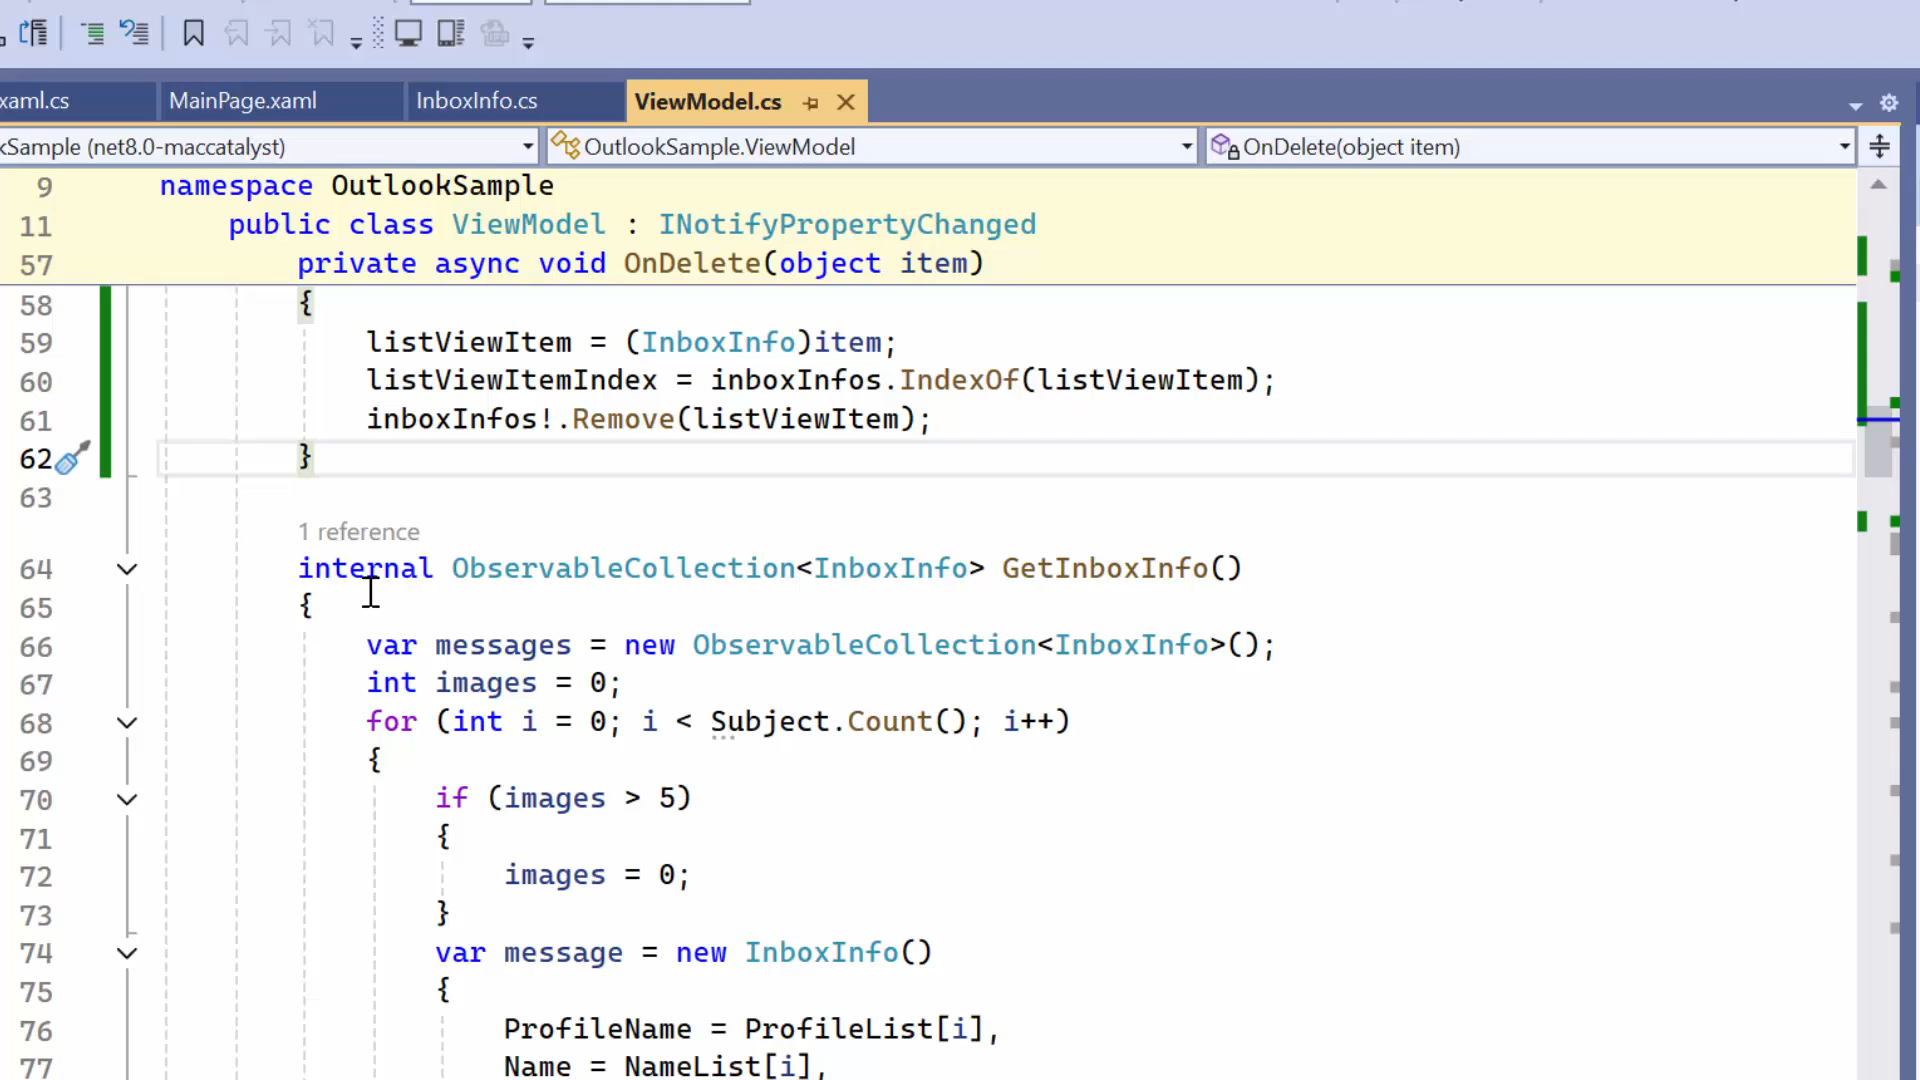 xaml.cs MainPage.xaml InboxInfo.cs ViewModel.cs
kSample (net8.0-maccatalyst) OutlookSample.ViewModel OnDelete(object item)
9 namespace OutlookSample
11 public class ViewModel : INotifyPropertyChanged
57 private async void OnDelete(object item)
58 {
59 listViewItem = (InboxInfo)item;
60 listViewItemIndex = inboxInfos.IndexOf(listViewItem);
61 inboxInfos!.Remove(listViewItem);
62 }
63
1 reference
64 internal ObservableCollection<InboxInfo> GetInboxInfo()
65 {
66 var messages = new ObservableCollection<InboxInfo>();
67 int images = 0;
68 for (int i = 0; i < Subject.Count(); i++)
69 {
70 if (images > 5)
71 {
72 images = 0;
73 }
74 var message = new InboxInfo()
75 {
76 ProfileName = ProfileList[i],
77 Name = NameList[i],